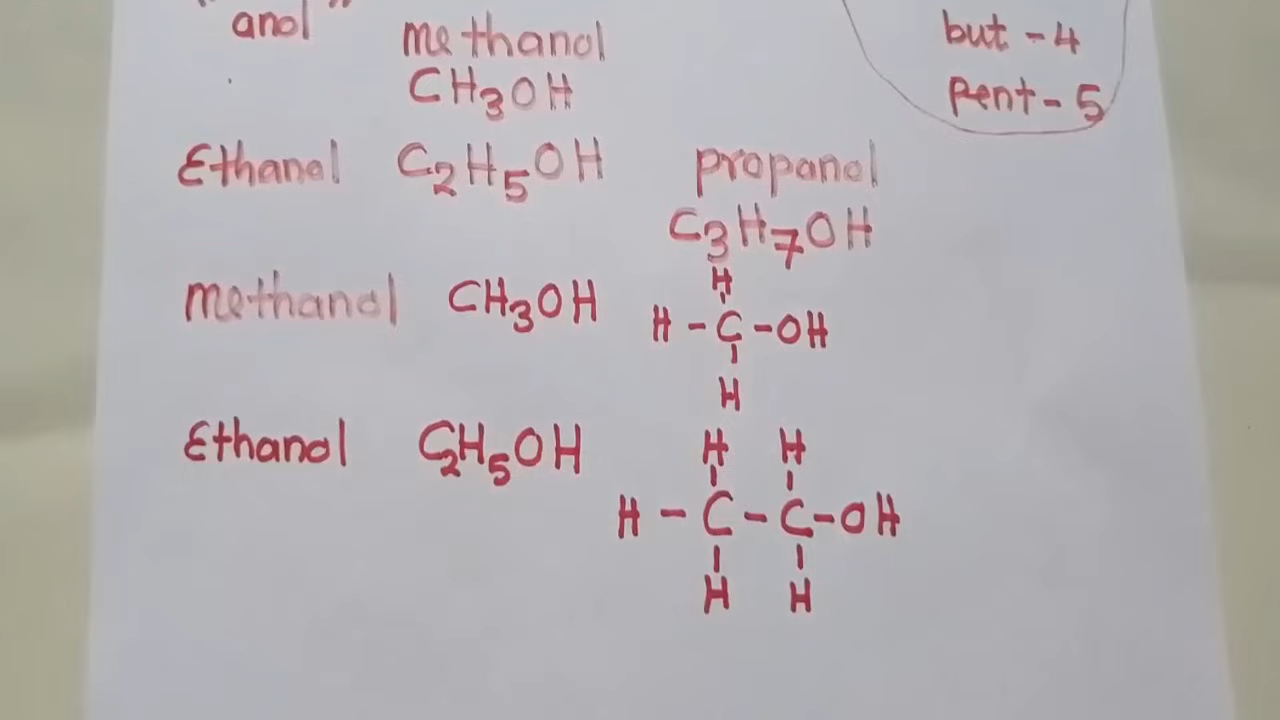 "anol"
methanol
CH3OH
but - 4
Pent - 5
Ethanol C2H5OH
propanol
C3H7OH
methanol CH3OH
H
H - C - OH
H
Ethanol C2H5OH
H H
H - C - C - OH
H H